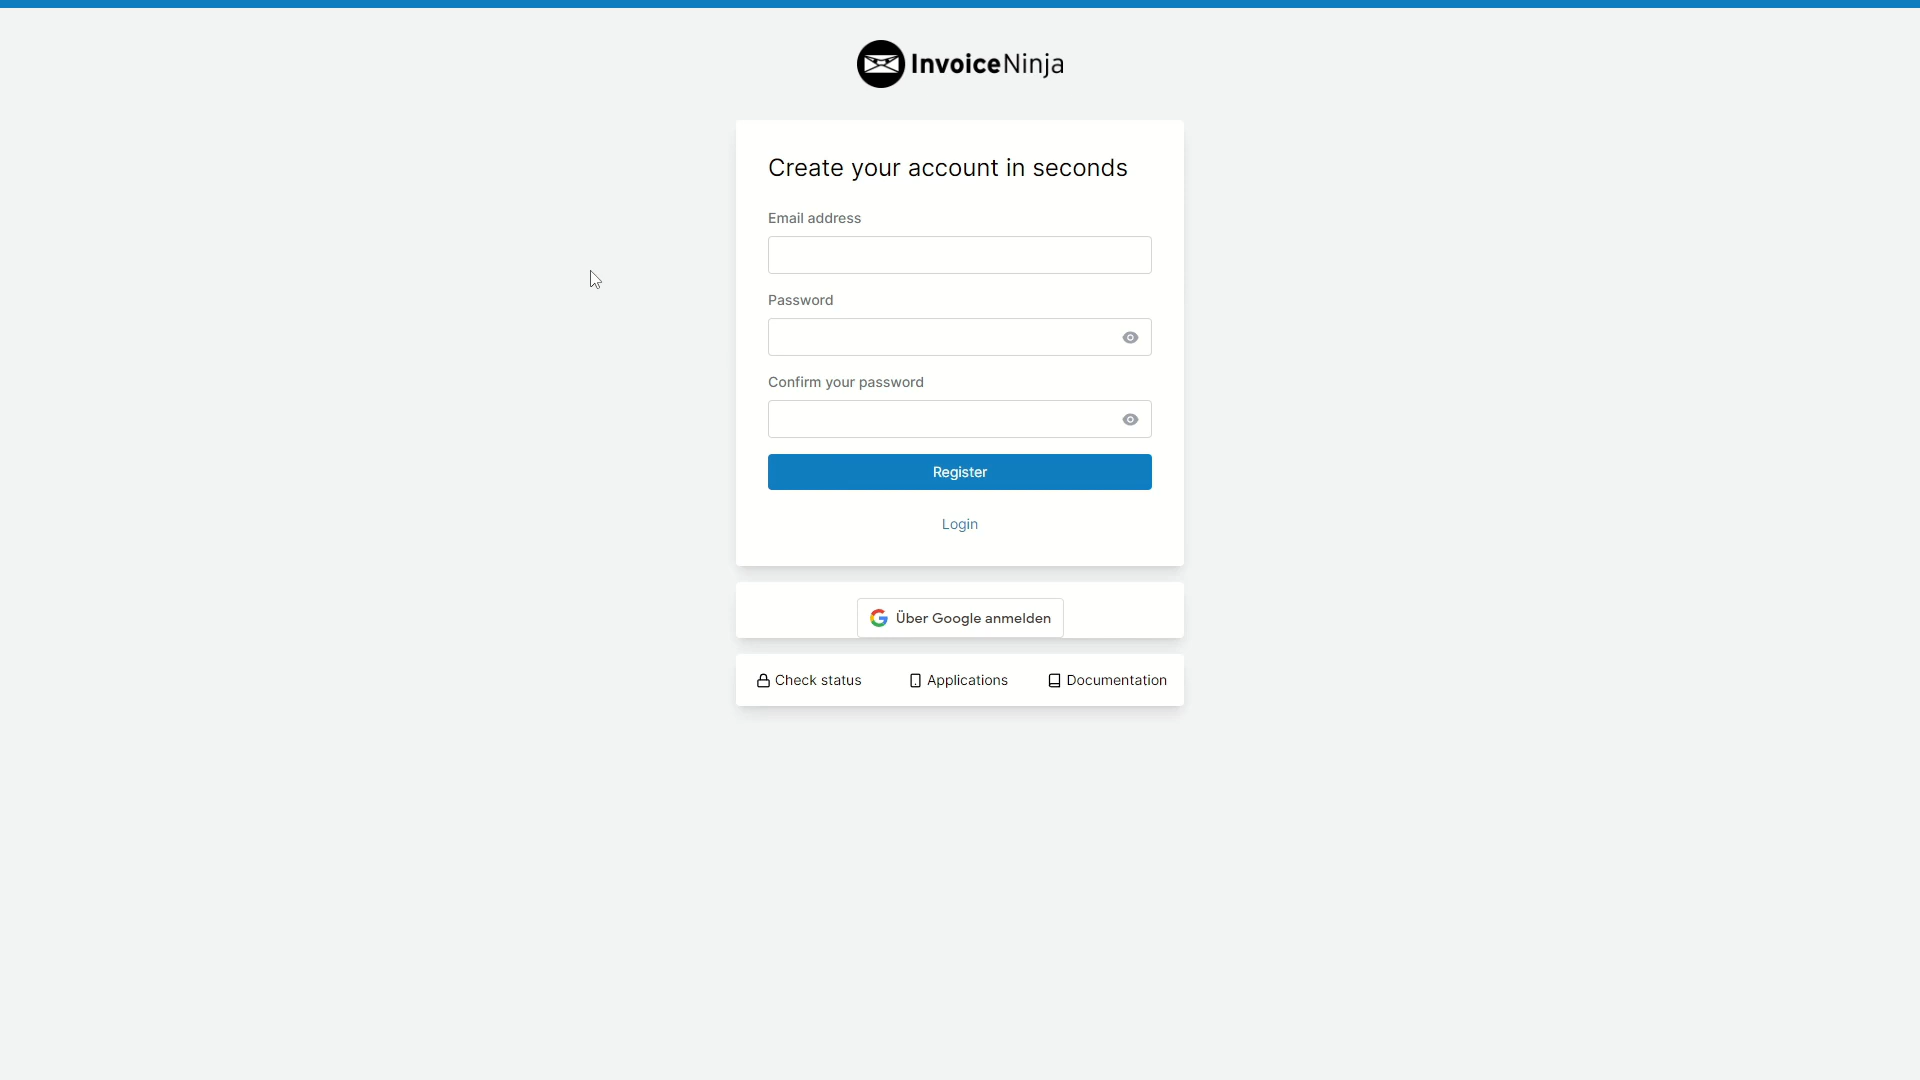 InvoiceNinja
Create your account in seconds
Email address
Password
Confirm your password
Register
Login
Über Google anmelden
Check status Applications Documentation